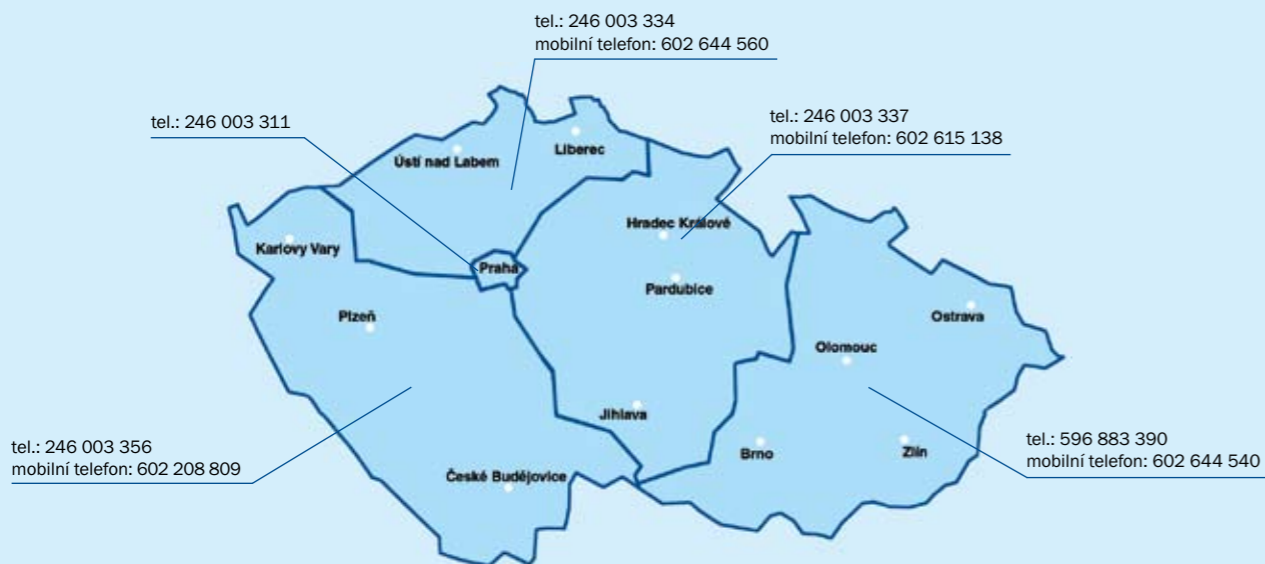 tel.: 246 003 334
mobilní telefon: 602 644 560
tel.: 246 003 311
tel.: 246 003 337
mobilní telefon: 602 615 138
Ústí nad Labem
Liberec
Hradec Králové
Karlovy Vary
Praha
Pardubice
Plzeň
Ostrava
Olomouc
Jihlava
tel.: 246 003 356
mobilní telefon: 602 208 809
Brno
Zlín
tel.: 596 883 390
mobilní telefon: 602 644 540
České Budějovice